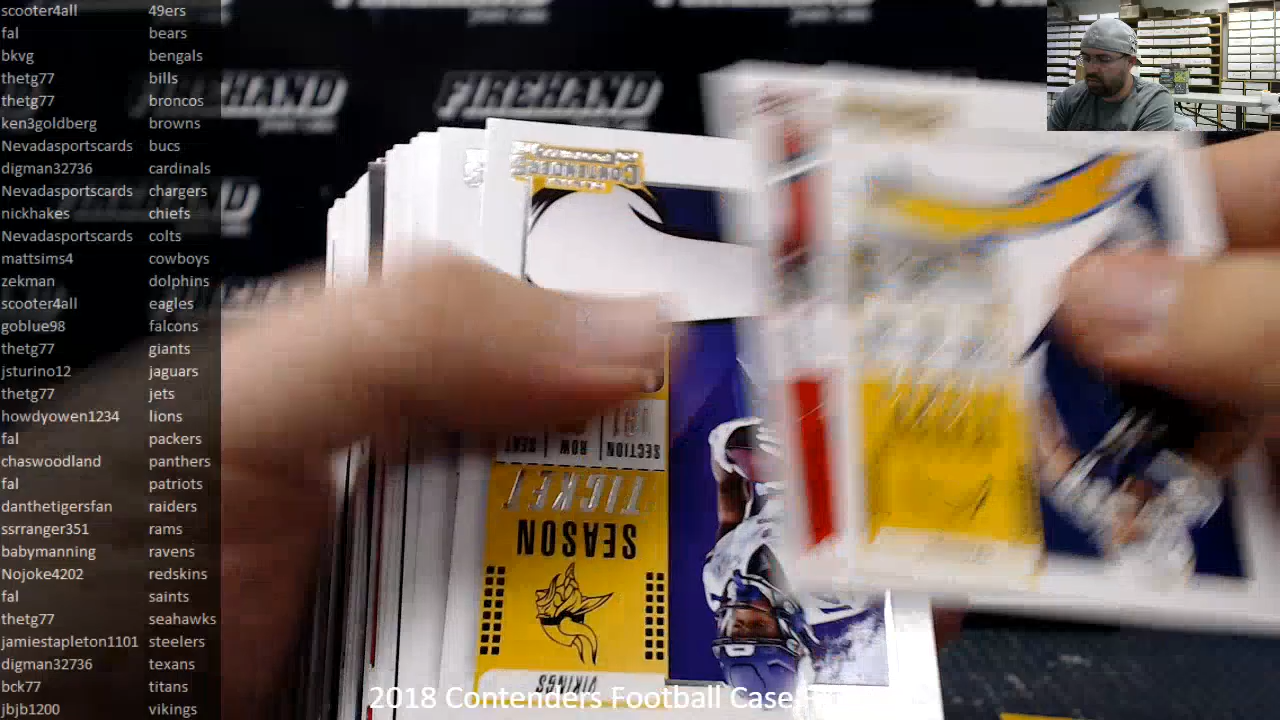 scooter4all 49ers
fal bears
bkvg bengals
thetg77 bills
thetg77 broncos
ken3goldberg browns
Nevadasportscards bucs
digman32736 cardinals
Nevadasportscards chargers
nickhakes chiefs
Nevadasportscards colts
mattsims4 cowboys
zekman dolphins
scooter4all eagles
goblue98 falcons
thetg77 giants
jsturino12 jaguars
thetg77 jets
howdyowen1234 lions
fal packers
chaswoodland panthers
fal patriots
danthetigersfan raiders
ssrranger351 rams
babymanning ravens
Nojoke4202 redskins
fal saints
thetg77 seahawks
jamiestapleton1101 steelers
digman32736 texans
bck77 titans
jbjb1200 vikings
FIREHAND
FIREHAND
CONTENDERS
SECTION ROW SEAT
SEASON
TICKET
VIKINGS
2018 Contenders Football Case